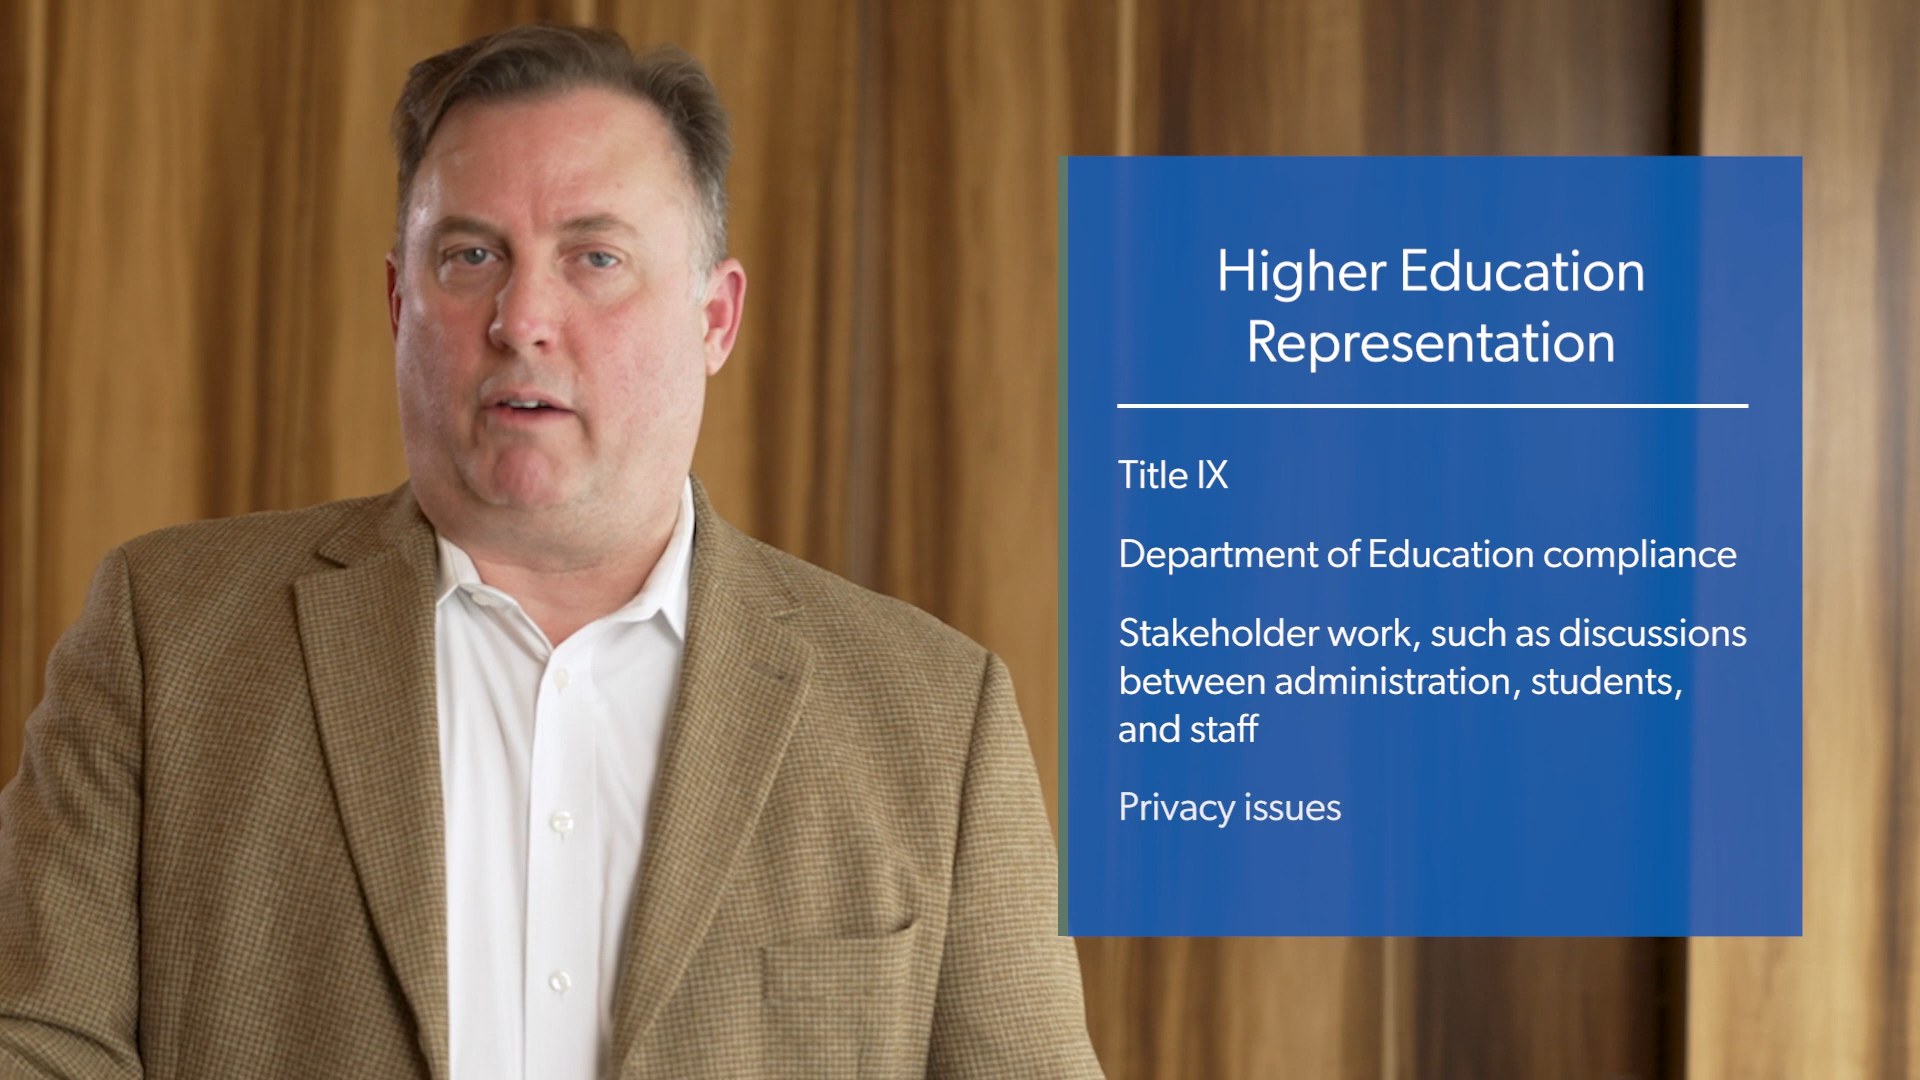 Higher Education
Representation
Title IX
Department of Education compliance
Stakeholder work, such as discussions
between administration, students,
and staff
Privacy issues